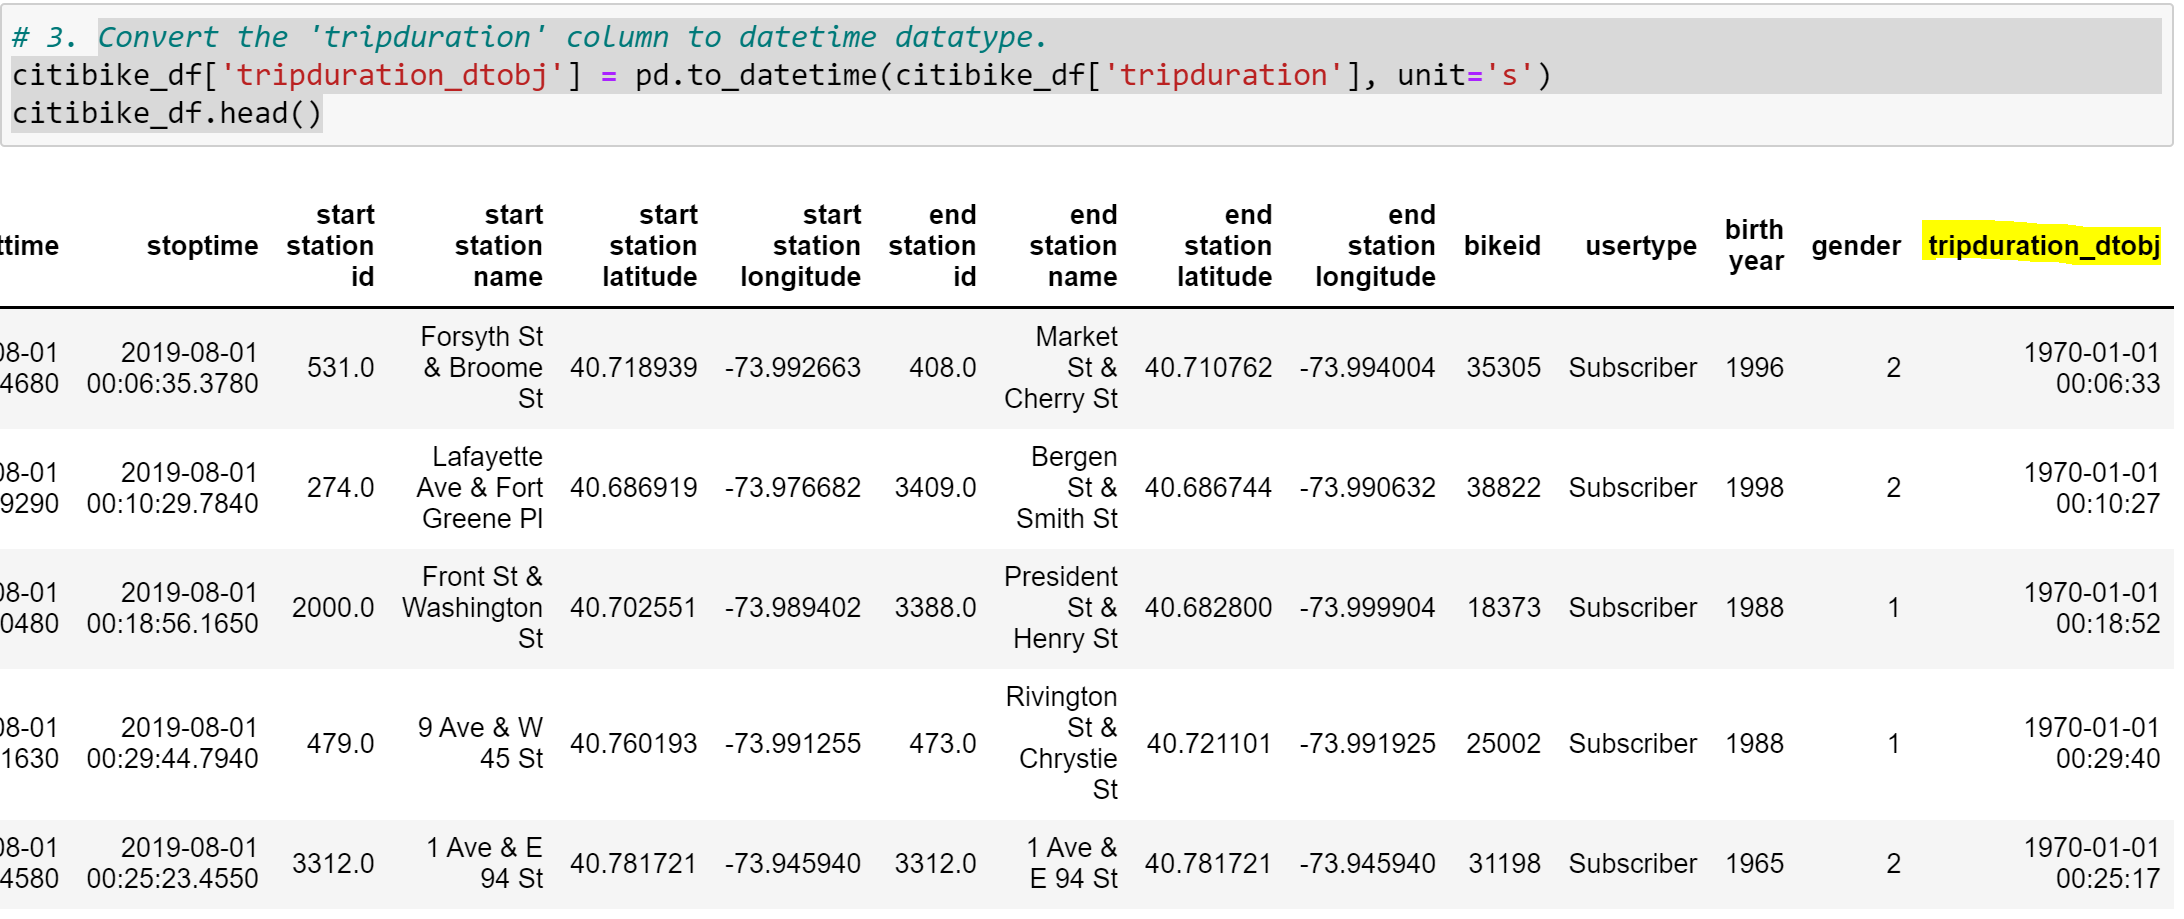 # 3. Convert the 'tripduration' column to datetime datatype.
citibike_df['tripduration_dtobj'] = pd.to_datetime(citibike_df['tripduration'], unit='s')
citibike_df.head()
ttime stoptime start station id start station name start station latitude start station longitude end station id end station name end station latitude end station longitude bikeid usertype birth year gender tripduration_dtobj
08-01 4680 2019-08-01 00:06:35.3780 531.0 Forsyth St & Broome St 40.718939 -73.992663 408.0 Market St & Cherry St 40.710762 -73.994004 35305 Subscriber 1996 2 1970-01-01 00:06:33
08-01 9290 2019-08-01 00:10:29.7840 274.0 Lafayette Ave & Fort Greene Pl 40.686919 -73.976682 3409.0 Bergen St & Smith St 40.686744 -73.990632 38822 Subscriber 1998 2 1970-01-01 00:10:27
08-01 0480 2019-08-01 00:18:56.1650 2000.0 Front St & Washington St 40.702551 -73.989402 3388.0 President St & Henry St 40.682800 -73.999904 18373 Subscriber 1988 1 1970-01-01 00:18:52
08-01 1630 2019-08-01 00:29:44.7940 479.0 9 Ave & W 45 St 40.760193 -73.991255 473.0 Rivington St & Chrystie St 40.721101 -73.991925 25002 Subscriber 1988 1 1970-01-01 00:29:40
08-01 4580 2019-08-01 00:25:23.4550 3312.0 1 Ave & E 94 St 40.781721 -73.945940 3312.0 1 Ave & E 94 St 40.781721 -73.945940 31198 Subscriber 1965 2 1970-01-01 00:25:17